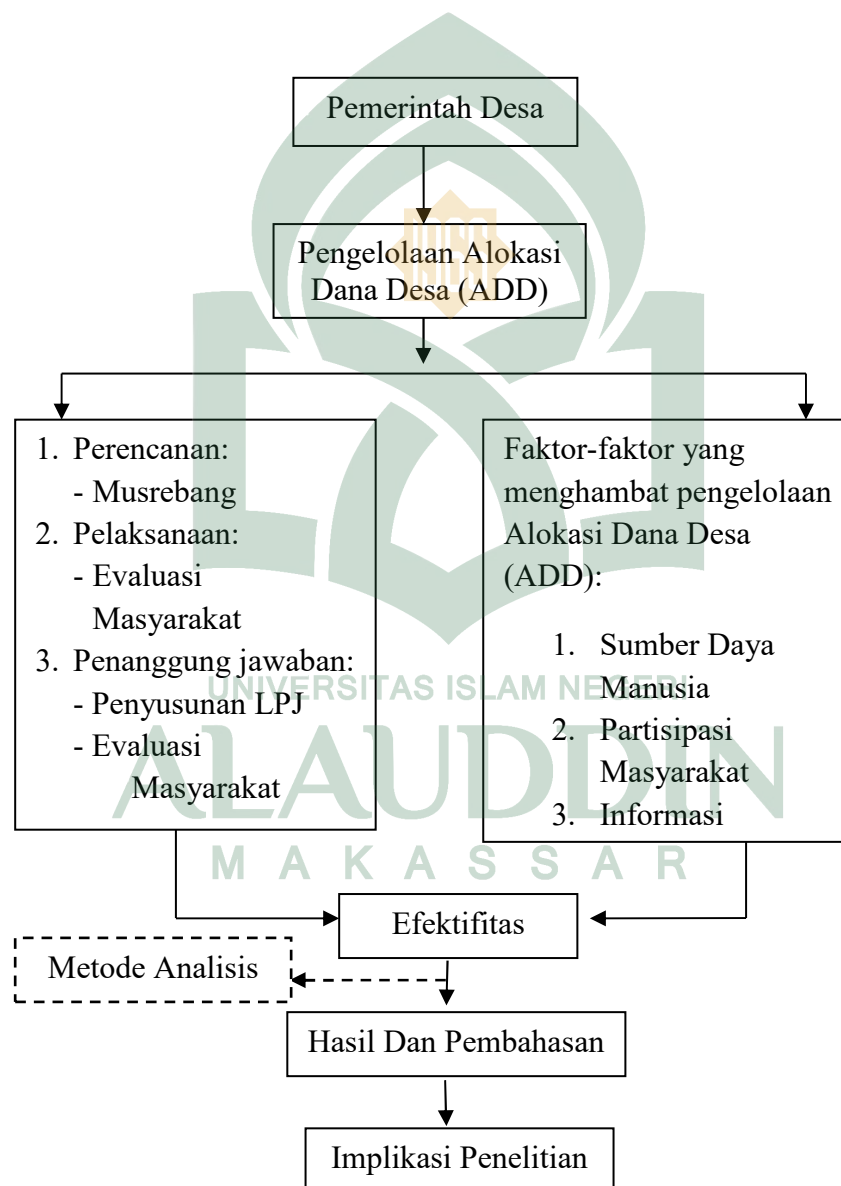 Pemerintah Desa
Pengelolaan Alokasi
Dana Desa (ADD)
1. Perencanan:
- Musrebang
2. Pelaksanaan:
- Evaluasi
Masyarakat
3. Penanggung jawaban:
- Penyusunan LPJ
- Evaluasi
Masyarakat
Faktor-faktor yang
menghambat pengelolaan
Alokasi Dana Desa
(ADD):
1. Sumber Daya
Manusia
2. Partisipasi
Masyarakat
3. Informasi
UNIVERSITAS ISLAM NEGERI
ALAUDDIN
MAKASSAR
Efektifitas
Metode Analisis
Hasil Dan Pembahasan
Implikasi Penelitian